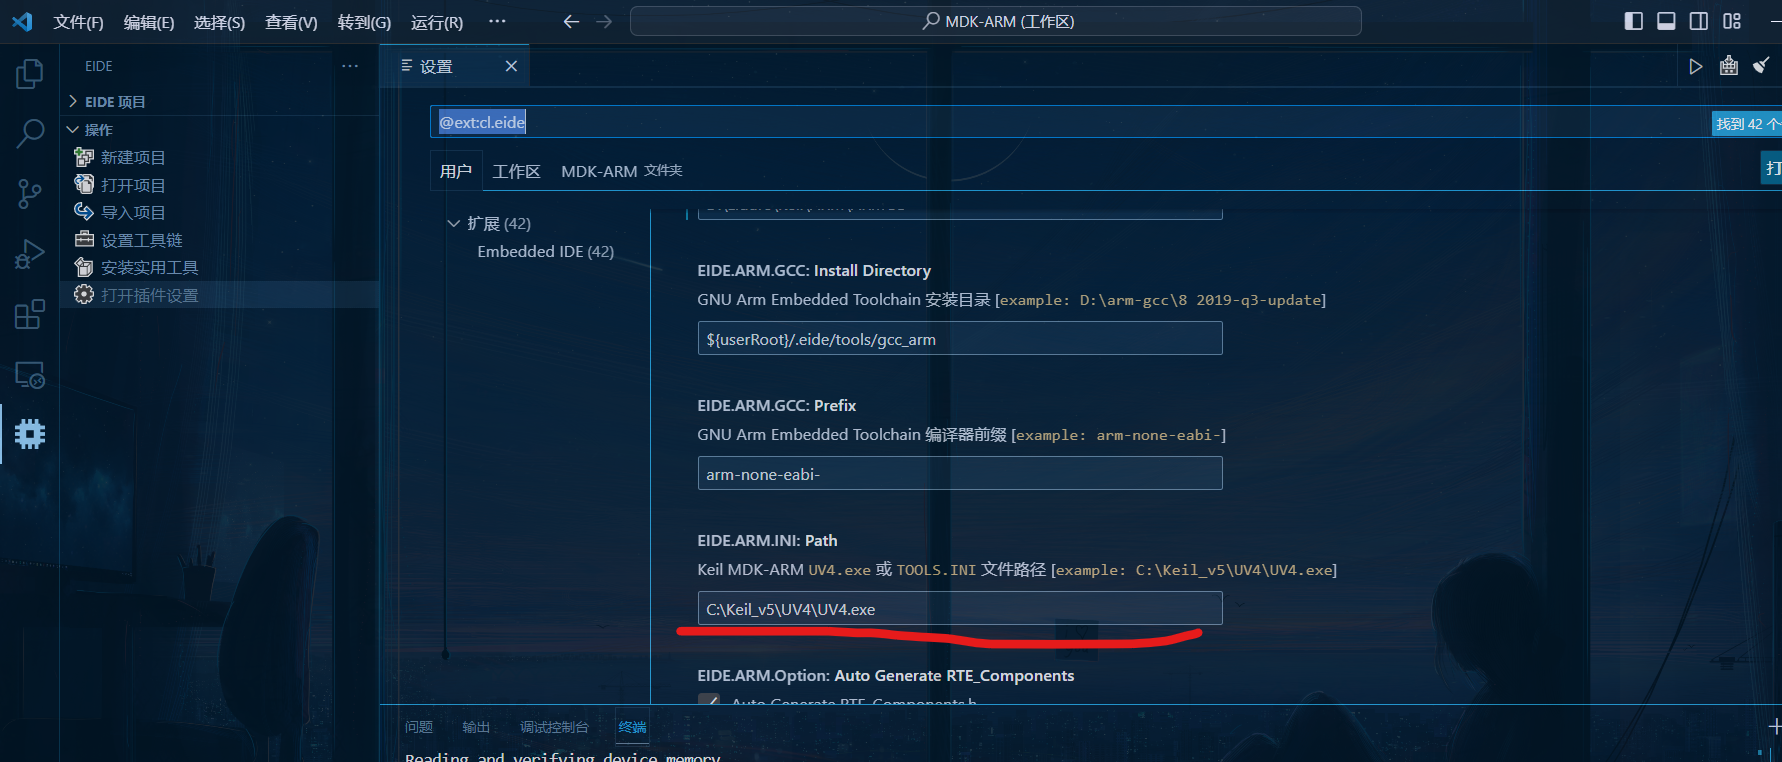 文件(F) 编辑(E) 选择(S) 查看(V) 转到(G) 运行(R) ··· MDK-ARM (工作区)
EIDE ···
设置
EIDE 项目
操作
新建项目
打开项目
导入项目
设置工具链
安装实用工具
打开插件设置
@ext:cl.eide
找到 42 个
用户 工作区 MDK-ARM 文件夹
打
扩展 (42)
Embedded IDE (42)
EIDE.ARM.GCC: Install Directory
GNU Arm Embedded Toolchain 安装目录 [example: D:\arm-gcc\8 2019-q3-update]
${userRoot}/.eide/tools/gcc_arm
EIDE.ARM.GCC: Prefix
GNU Arm Embedded Toolchain 编译器前缀 [example: arm-none-eabi-]
arm-none-eabi-
EIDE.ARM.INI: Path
Keil MDK-ARM UV4.exe 或 TOOLS.INI 文件路径 [example: C:\Keil_v5\UV4\UV4.exe]
C:\Keil_v5\UV4\UV4.exe
EIDE.ARM.Option: Auto Generate RTE_Components
Auto Generate RTE_Components.h
问题 输出 调试控制台 终端
Reading and verifying device memory